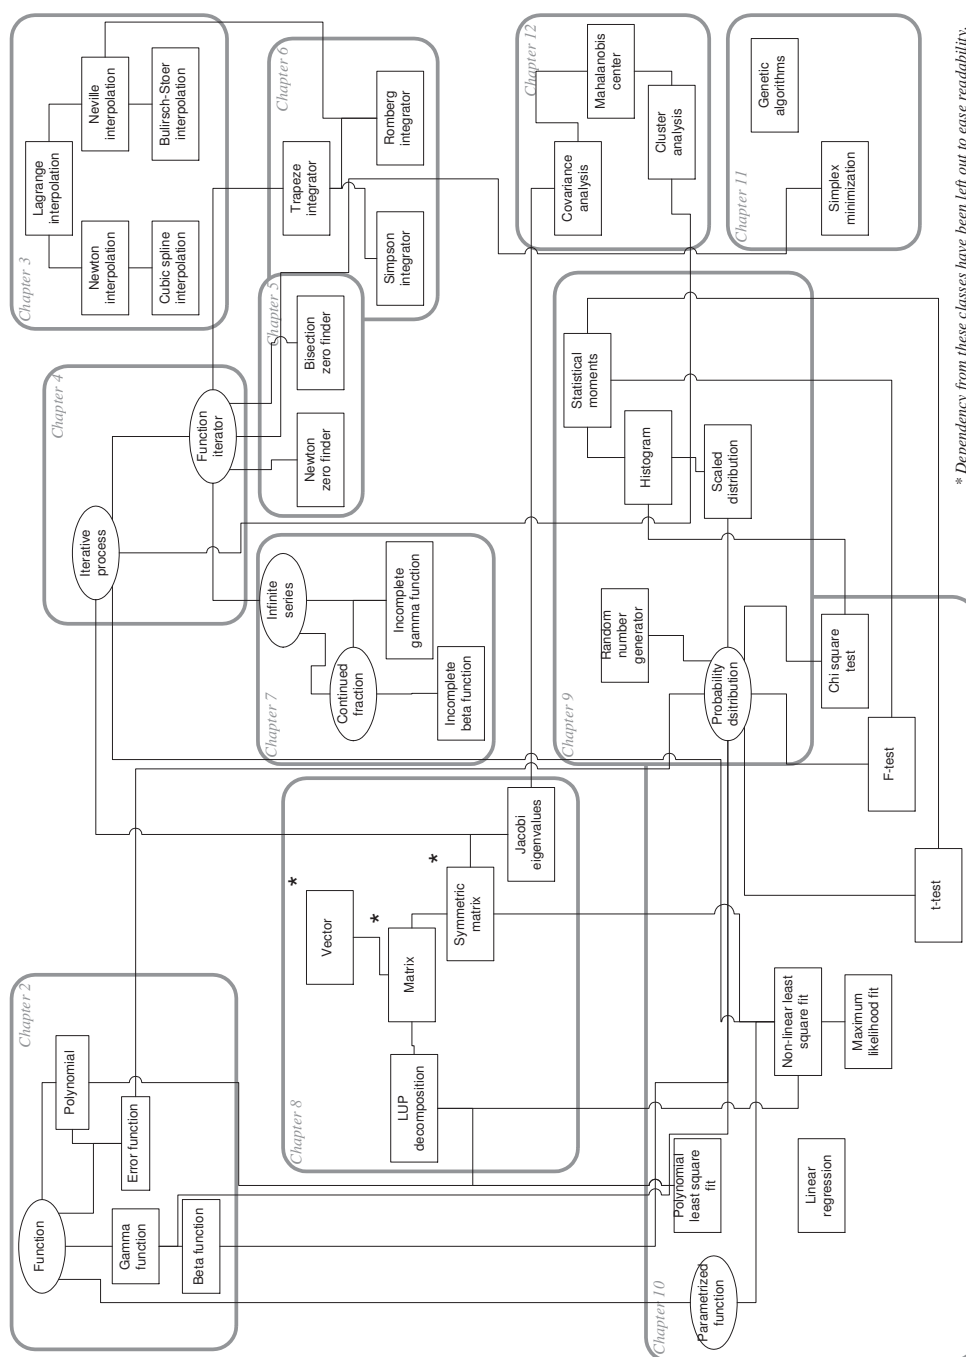 Chapter 2
Function
Polynomial
Error function
Gamma
function
Beta function
Chapter 4
Iterative
process
Function
iterator
Chapter 3
Lagrange
interpolation
Newton
interpolation
Neville
interpolation
Cubic spline
interpolation
Bulirsch-Stoer
interpolation
Chapter 8
Vector
*
Matrix
*
Symmetric
matrix
*
LUP
decomposition
Jacobi
eigenvalues
Chapter 7
Infinite
series
Continued
fraction
Incomplete
gamma function
Incomplete
beta function
Chapter 5
Newton
zero finder
Bisection
zero finder
Chapter 6
Trapeze
integrator
Simpson
integrator
Romberg
integrator
Chapter 9
Random
number
generator
Probability
dsitribution
Statistical
moments
Histogram
Scaled
distribution
Chapter 12
Covariance
analysis
Mahalanobis
center
Cluster
analysis
Chapter 10
Parametrized
function
Polynomial
least square
fit
Linear
regression
Non-linear least
square fit
Maximum
likelihood fit
t-test
F-test
Chi square
test
Chapter 11
Simplex
minimization
Genetic
algorithms
* Dependency from these classes have been left out to ease readability.